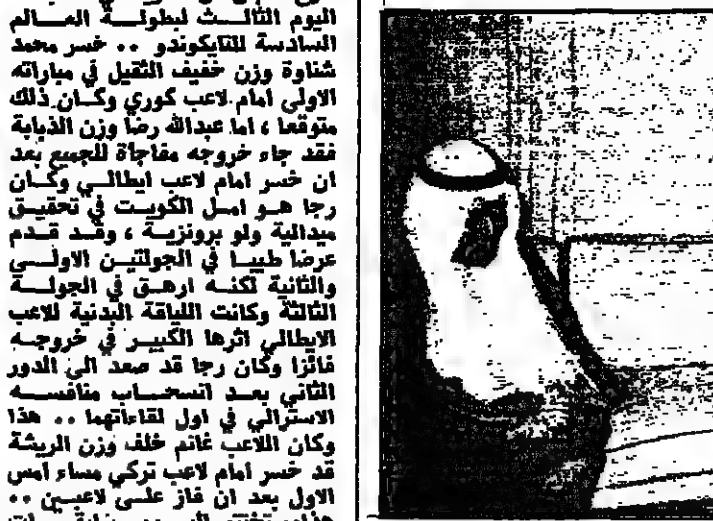 اليوم الثالث لبطولة العالم
السادسة للتايكوندو .. خسر محمد
شناوة وزن خفيف الثقيل في مباراته
الاولى امام لاعب كوري وكان ذلك
متوقعا ، اما عبدالله رضا وزن الذبابة
فقد جاء خروجه مفاجأة للجميع بعد
ان خسر امام لاعب ايطالي وكان
رجا هو امل الكويت في تحقيق
ميدالية ولو برونزية ، وقد قدم
عرضا طيبا في الجولتين الاولى
والثانية لكنه ارهق في الجولة
الثالثة وكانت اللياقة البدنية للاعب
الايطالي اثرها الكبير في خروجه
فائزا وكان رجا قد صعد الى الدور
الثاني بعد انسحاب منافسه
الاسترالي في اول لقاءاتهما .. هذا
وكان اللاعب غانم خلف وزن الريشة
قد خسر امام لاعب تركي مساء امس
الاول بعد ان فاز على لاعبين ..